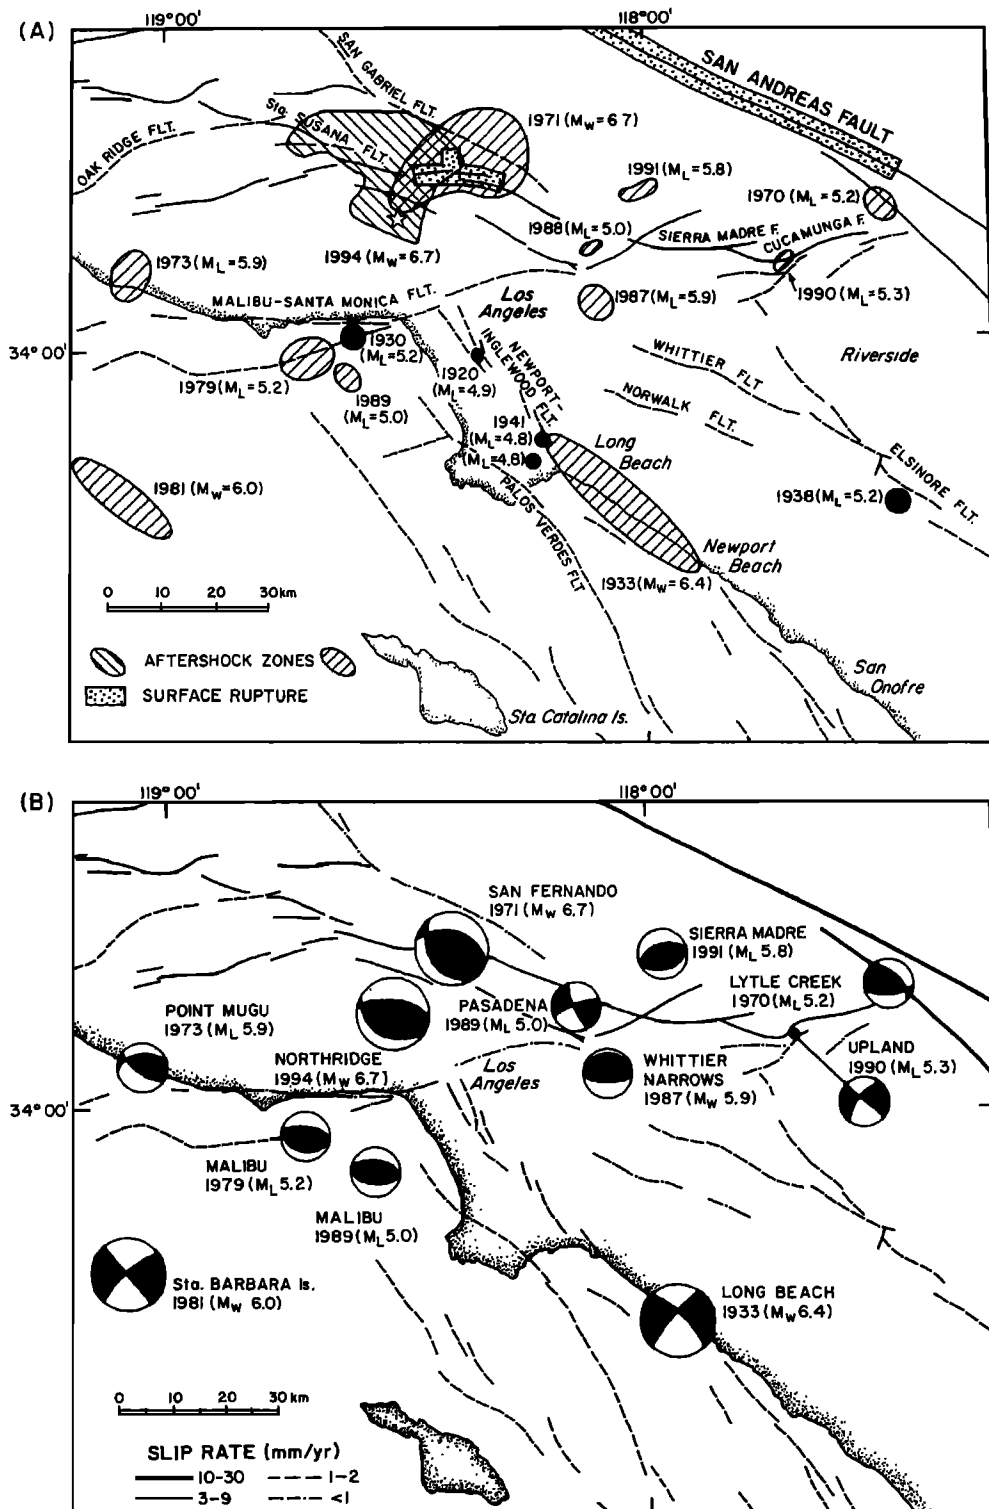 (A)
119°00'
118°00'
SAN GABRIEL FLT.
SAN ANDREAS FAULT
Sta. SUSANA FLT.
OAK RIDGE FLT.
1971 (Mw = 6.7)
1991 (ML = 5.8)
1970 (ML = 5.2)
1988 (ML = 5.0)
SIERRA MADRE F.
CUCAMUNGA F.
1994 (Mw = 6.7)
1973 (ML = 5.9)
MALIBU-SANTA MONICA FLT.
Los
Angeles
1987 (ML = 5.9)
1990 (ML = 5.3)
34°00'
1930
(ML = 5.2)
1920
(ML = 4.9)
NEWPORT-
INGLEWOOD FLT.
WHITTIER FLT
Riverside
1979 (ML = 5.2)
1989
(ML = 5.0)
NORWALK FLT.
1941
(ML = 4.8)
(ML = 4.8)
Long
Beach
ELSINORE FLT.
1981 (Mw = 6.0)
1938 (ML = 5.2)
PALOS VERDES FLT
Newport
Beach
1933 (Mw = 6.4)
0 10 20 30 km
AFTERSHOCK ZONES
SURFACE RUPTURE
San
Onofre
Sta. Catalina Is.
(B)
119°00'
118°00'
SAN FERNANDO
1971 (Mw 6.7)
SIERRA MADRE
1991 (ML 5.8)
LYTLE CREEK
1970 (ML 5.2)
POINT MUGU
1973 (ML 5.9)
PASADENA
1989 (ML 5.0)
NORTHRIDGE
1994 (Mw 6.7)
Los
Angeles
WHITTIER
NARROWS
1987 (Mw 5.9)
UPLAND
1990 (ML 5.3)
34°00'
MALIBU
1979 (ML 5.2)
MALIBU
1989 (ML 5.0)
Sta. BARBARA Is.
1981 (Mw 6.0)
LONG BEACH
1933 (Mw 6.4)
0 10 20 30 km
SLIP RATE (mm/yr)
10-30
1-2
3-9
<1